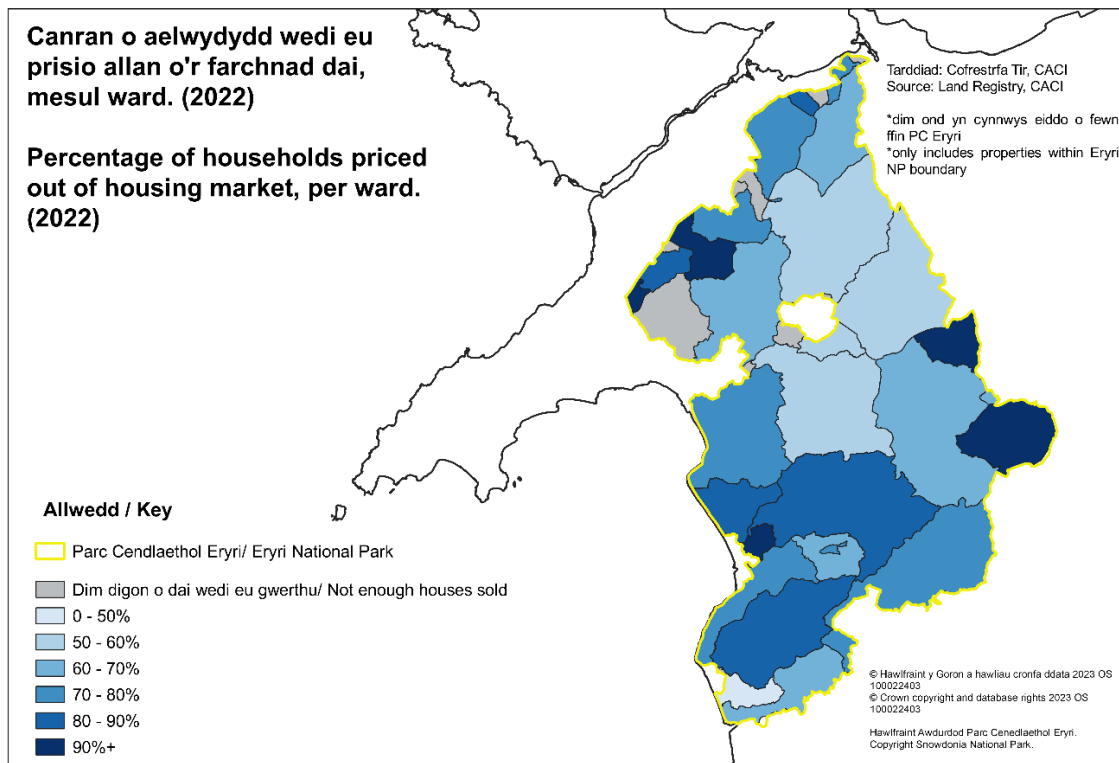 Canran o aelwydydd wedi eu
prisio allan o'r farchnad dai,
mesul ward. (2022)
Percentage of households priced
out of housing market, per ward.
(2022)
Tarddiad: Cofrestrfa Tir, CACI
Source: Land Registry, CACI
*dim ond yn cynnwys eiddo o fewn
ffin PC Eryri
*only includes properties within Eryri
NP boundary
Allwedd / Key
Parc Cendlaethol Eryri/ Eryri National Park
Dim digon o dai wedi eu gwerthu/ Not enough houses sold
0 - 50%
50 - 60%
60 - 70%
70 - 80%
80 - 90%
90%+
© Hawlfraint y Goron a hawliau cronfa ddata 2023 OS
100022403
© Crown copyright and database rights 2023 OS
100022403
Hawlfraint Awdurdod Parc Cenedlaethol Eryri.
Copyright Snowdonia National Park.